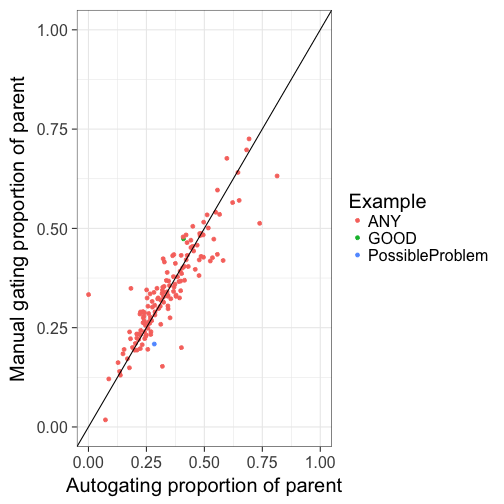 Manual gating proportion of parent
1.00
0.75
0.50
0.25
0.00
0.00 0.25 0.50 0.75 1.00
Autogating proportion of parent
Example
ANY
GOOD
PossibleProblem